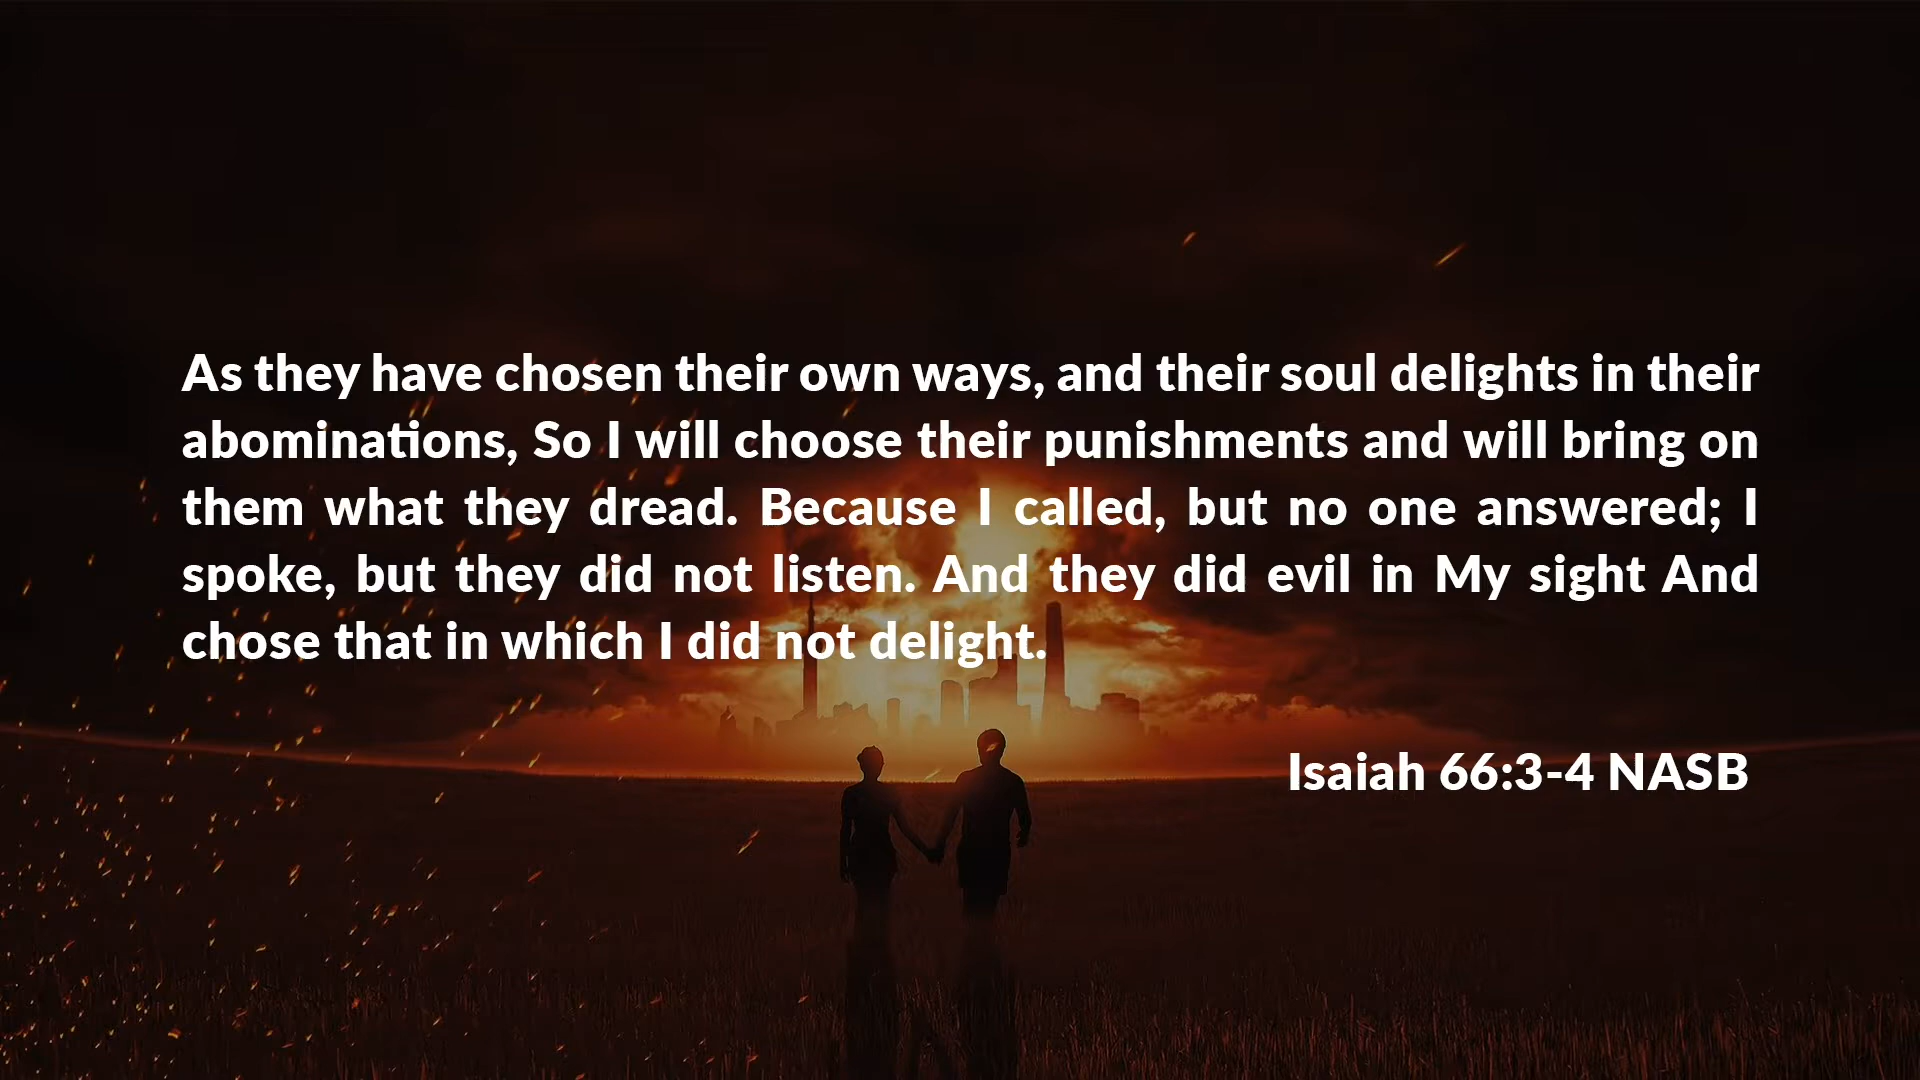 As they have chosen their own ways, and their soul delights in their
abominations, So I will choose their punishments and will bring on
them what they dread. Because I called, but no one answered; I
spoke, but they did not listen. And they did evil in My sight And
chose that in which I did not delight.
Isaiah 66:3-4 NASB